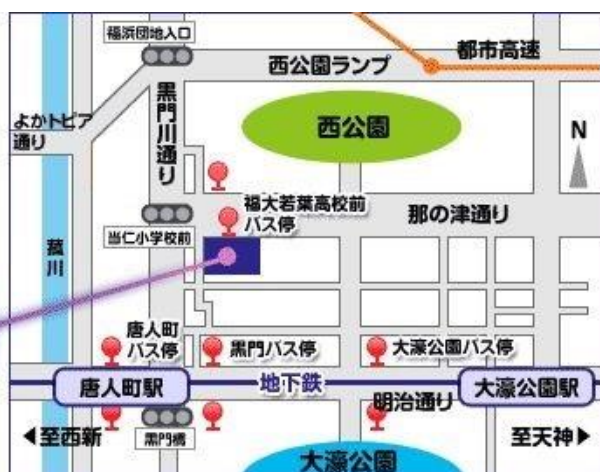 福浜団地入口
西公園ランプ
都市高速
よかトピア
通り
黒門川通り
西公園
N
福大若葉高校前
バス停
那の津通り
当仁小学校前
菰川
唐人町
バス停
黒門バス停
大濠公園バス停
唐人町駅
地下鉄
明治通り
大濠公園駅
◀至西新
黒門橋
大濠公園
至天神▶